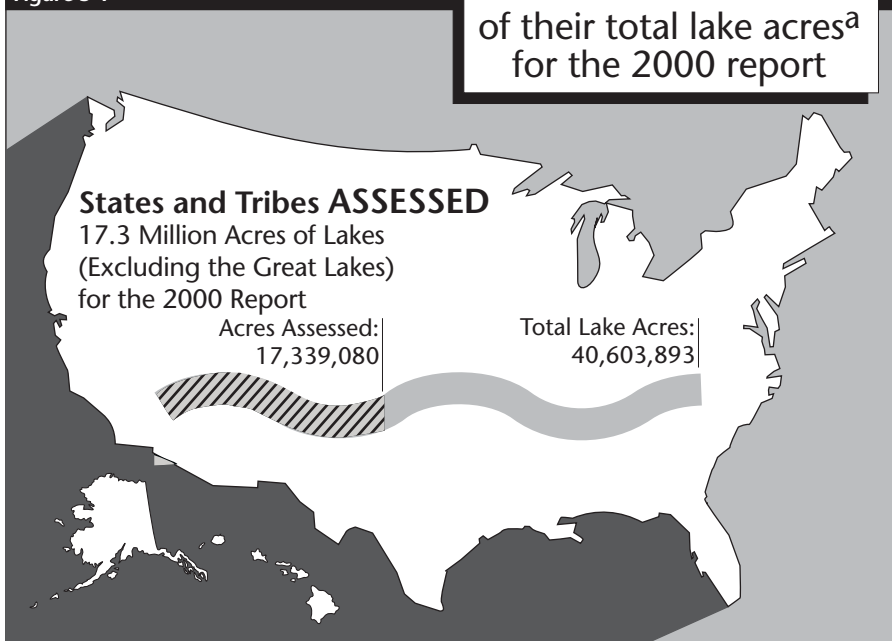 of their total lake acresa
for the 2000 report
States and Tribes ASSESSED
17.3 Million Acres of Lakes
(Excluding the Great Lakes)
for the 2000 Report
Acres Assessed:
17,339,080
Total Lake Acres:
40,603,893